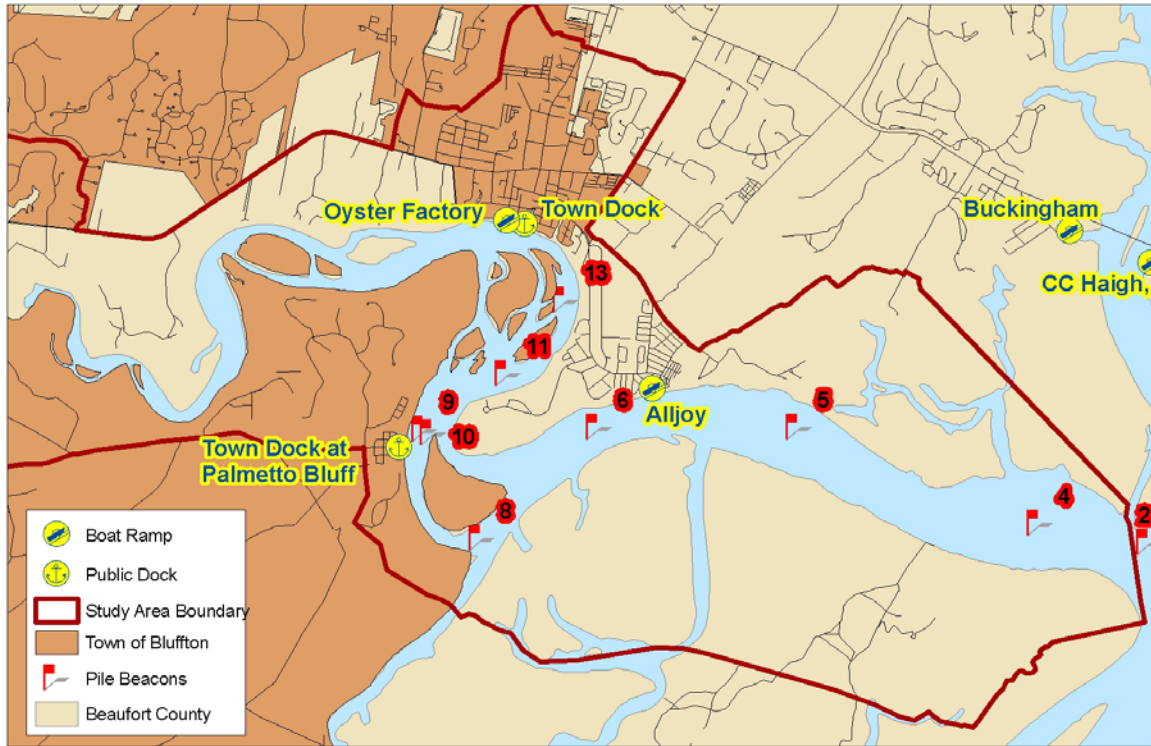 Oyster Factory
Town Dock
Buckingham
CC Haigh,
13
11
9
6
5
Alljoy
10
Town Dock at
Palmetto Bluff
8
4
2
Boat Ramp
Public Dock
Study Area Boundary
Town of Bluffton
Pile Beacons
Beaufort County